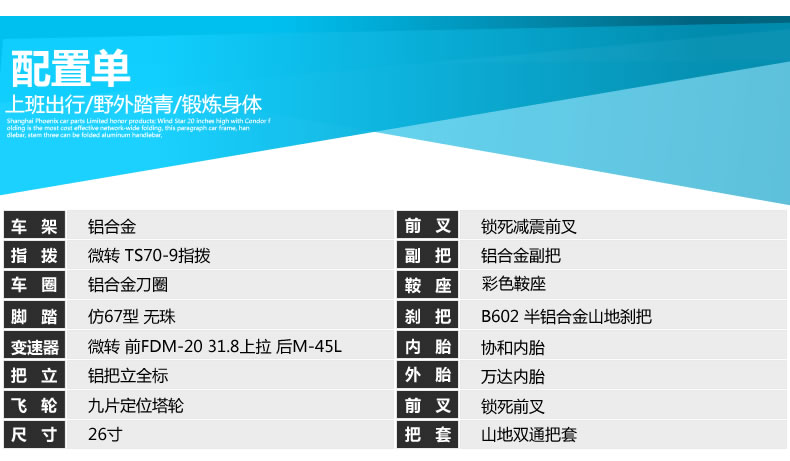 配置单
上班出行/野外踏青/锻炼身体
Shanghai Phoenix car parts Limited honor products; Wind Star 20 inches high with Condor f
olding is the most cost effective network-wide folding, this paragraph car frame, han
dlebar, stem three can be folded aluminum handlebar.
车架 铝合金 前叉 锁死减震前叉
指拨 微转 TS70-9指拨 副把 铝合金副把
车圈 铝合金刀圈 鞍座 彩色鞍座
脚踏 仿67型 无珠 刹把 B602 半铝合金山地刹把
变速器 微转 前FDM-20 31.8上拉 后M-45L 内胎 协和内胎
把立 铝把立全标 外胎 万达内胎
飞轮 九片定位塔轮 前叉 锁死前叉
尺寸 26寸 把套 山地双通把套